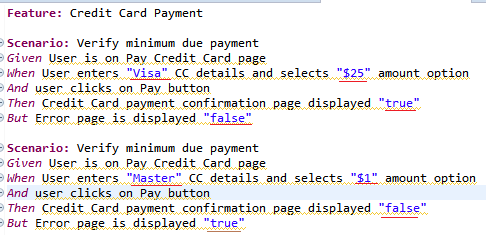 Feature: Credit Card Payment
Scenario: Verify minimum due payment
Given User is on Pay Credit Card page
When User enters "Visa" CC details and selects "$25" amount option
And user clicks on Pay button
Then Credit Card payment confirmation page displayed "true"
But Error page is displayed "false"
Scenario: Verify minimum due payment
Given User is on Pay Credit Card page
When User enters "Master" CC details and selects "$1" amount option
And user clicks on Pay button
Then Credit Card payment confirmation page displayed "false"
But Error page is displayed "true"